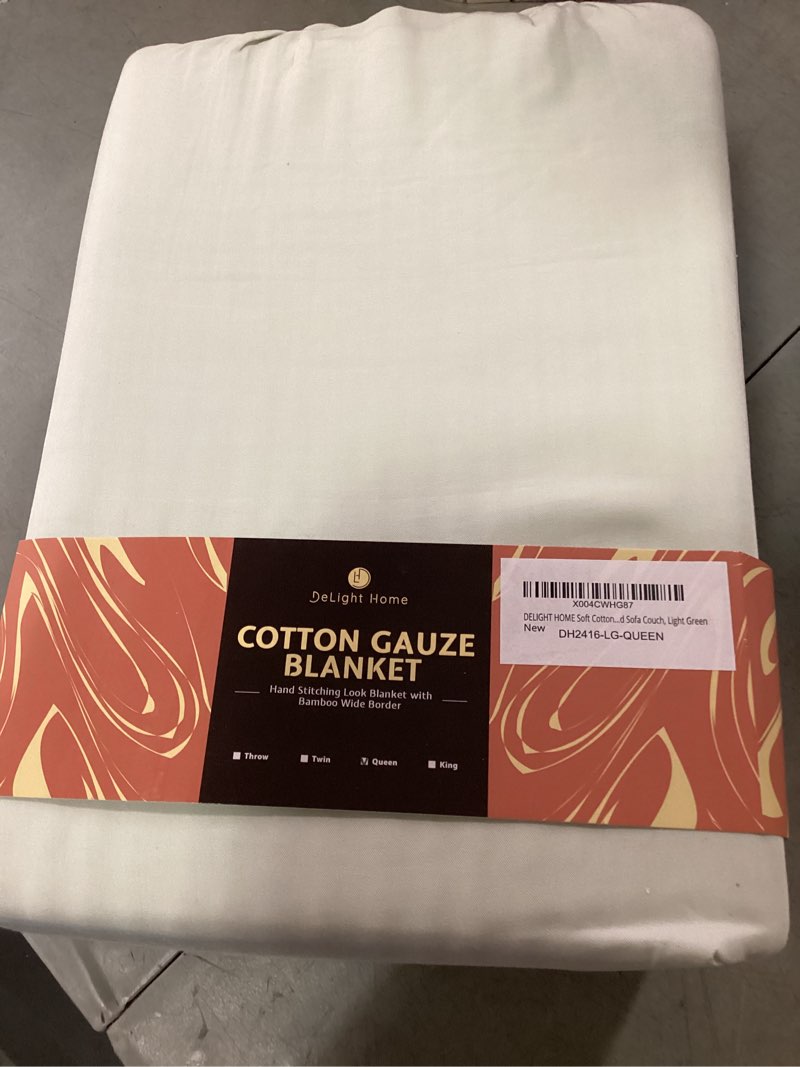 DeLight Home
COTTON GAUZE
BLANKET
Hand Stitching Look Blanket with
Bamboo Wide Border
Throw
Twin
Queen
King
X004CWHG87
DELIGHT HOME Soft Cotton...d Sofa Couch, Light Green
New
DH2416-LG-QUEEN